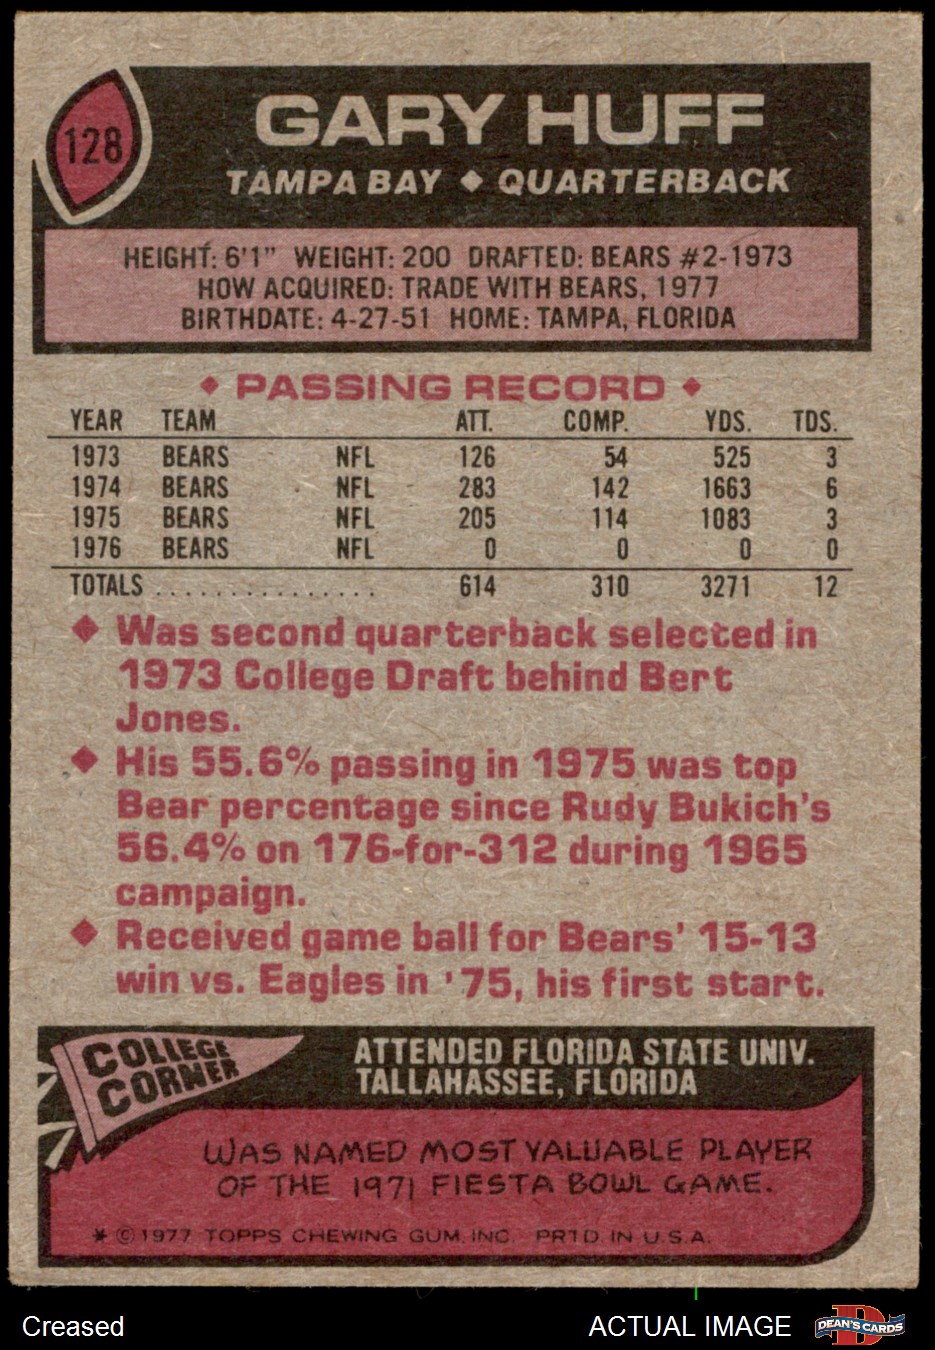 128
GARY HUFF
TAMPA BAY ◆ QUARTERBACK
HEIGHT: 6'1" WEIGHT: 200 DRAFTED: BEARS #2-1973
HOW ACQUIRED: TRADE WITH BEARS, 1977
BIRTHDATE: 4-27-51 HOME: TAMPA, FLORIDA
◆ PASSING RECORD ◆
YEAR TEAM ATT. COMP. YDS. TDS.
1973 BEARS NFL 126 54 525 3
1974 BEARS NFL 283 142 1663 6
1975 BEARS NFL 205 114 1083 3
1976 BEARS NFL 0 0 0 0
TOTALS ............... 614 310 3271 12
◆ Was second quarterback selected in
1973 College Draft behind Bert
Jones.
◆ His 55.6% passing in 1975 was top
Bear percentage since Rudy Bukich's
56.4% on 176-for-312 during 1965
campaign.
◆ Received game ball for Bears' 15-13
win vs. Eagles in '75, his first start.
COLLEGE
CORNER
ATTENDED FLORIDA STATE UNIV.
TALLAHASSEE, FLORIDA
WAS NAMED MOST VALUABLE PLAYER
OF THE 1971 FIESTA BOWL GAME.
* © 1977 TOPPS CHEWING GUM, INC. PRTD. IN U.S.A.
Creased
ACTUAL IMAGE
D
DEAN'S CARDS